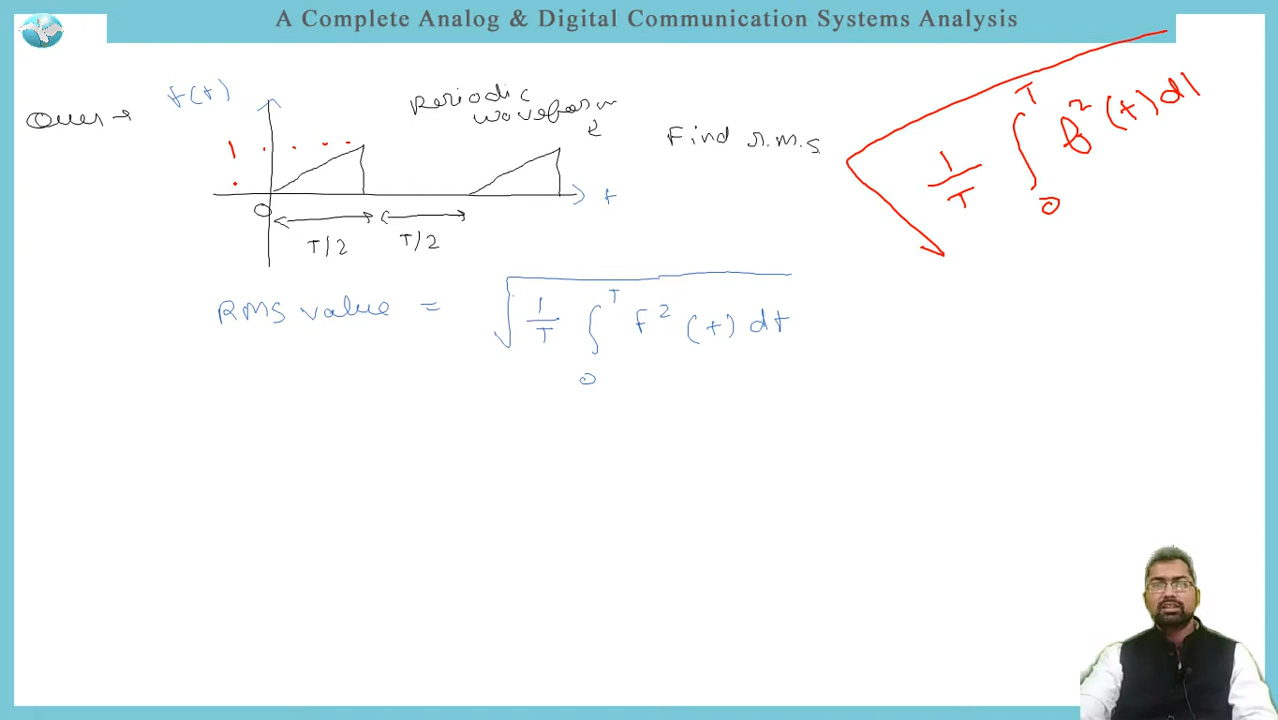 A Complete Analog & Digital Communication Systems Analysis
Ques →
f(t)
Periodic
waveform
Find r.m.s.
1
0
t
T/2
T/2
1/T ∫₀ᵀ f²(t) dt
RMS value = √(1/T ∫₀ᵀ f²(t) dt)